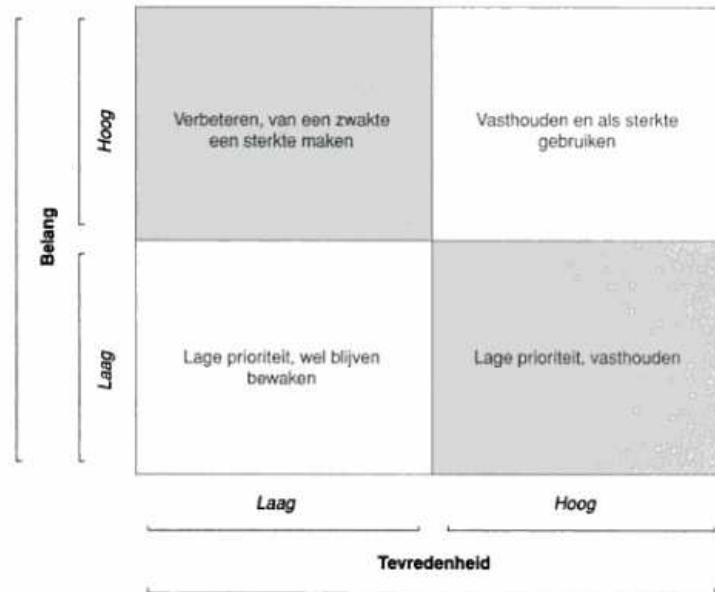 Belang
Hoog
Verbeteren, van een zwakte
een sterkte maken
Vasthouden en als sterkte
gebruiken
Laag
Lage prioriteit, wel blijven
bewaken
Lage prioriteit, vasthouden
Laag
Hoog
Tevredenheid